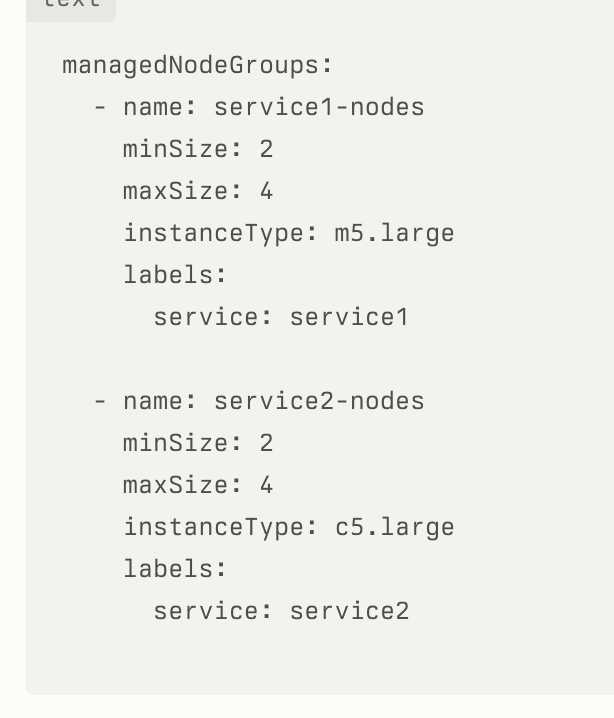 text
managedNodeGroups:
  - name: service1-nodes
    minSize: 2
    maxSize: 4
    instanceType: m5.large
    labels:
      service: service1

  - name: service2-nodes
    minSize: 2
    maxSize: 4
    instanceType: c5.large
    labels:
      service: service2